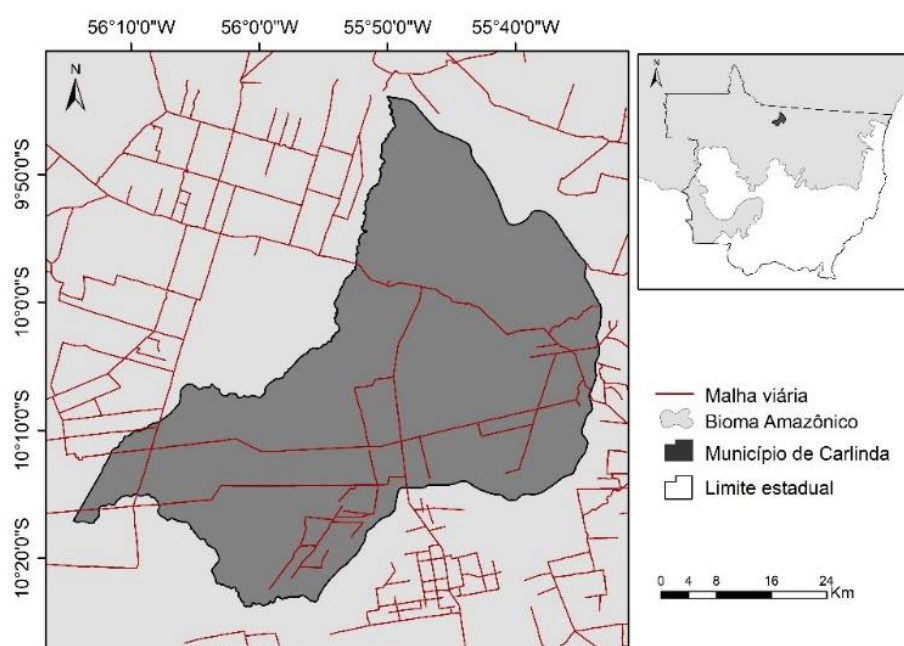 56°10'0"W 56°0'0"W 55°50'0"W 55°40'0"W
N
N
9°50'0"S
10°0'0"S
10°10'0"S
10°20'0"S
Malha viária
Bioma Amazônico
Município de Carlinda
Limite estadual
0 4 8 16 24
Km